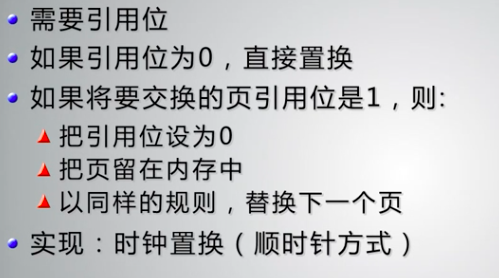 需要引用位
如果引用位为0，直接置换
如果将要交换的页引用位是1，则:
把引用位设为0
把页留在内存中
以同样的规则，替换下一个页
实现：时钟置换（顺时针方式）